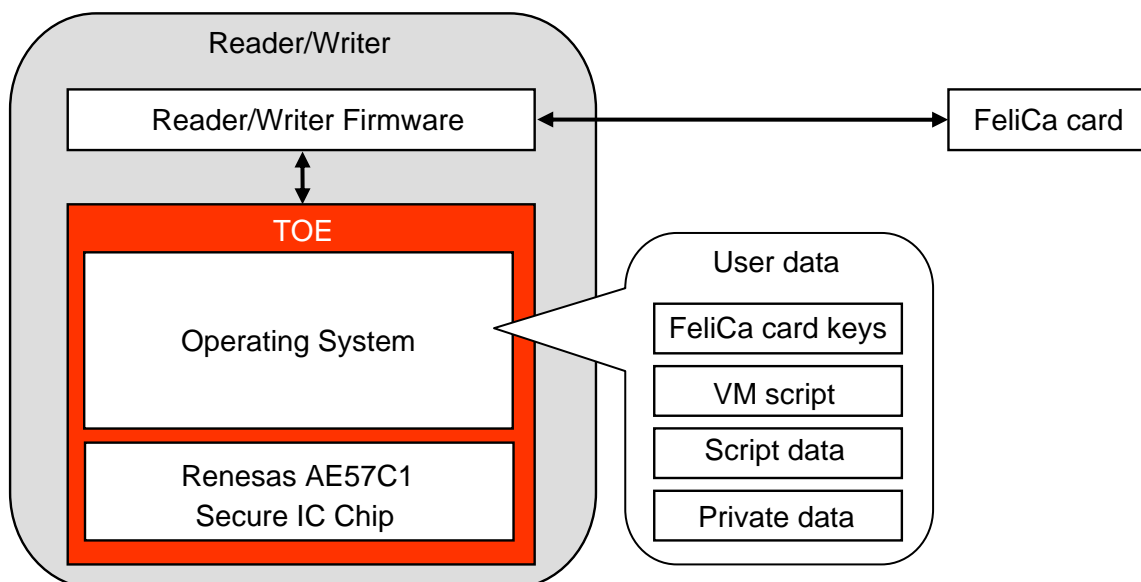 Reader/Writer
Reader/Writer Firmware
FeliCa card
TOE
Operating System
Renesas AE57C1
Secure IC Chip
User data
FeliCa card keys
VM script
Script data
Private data